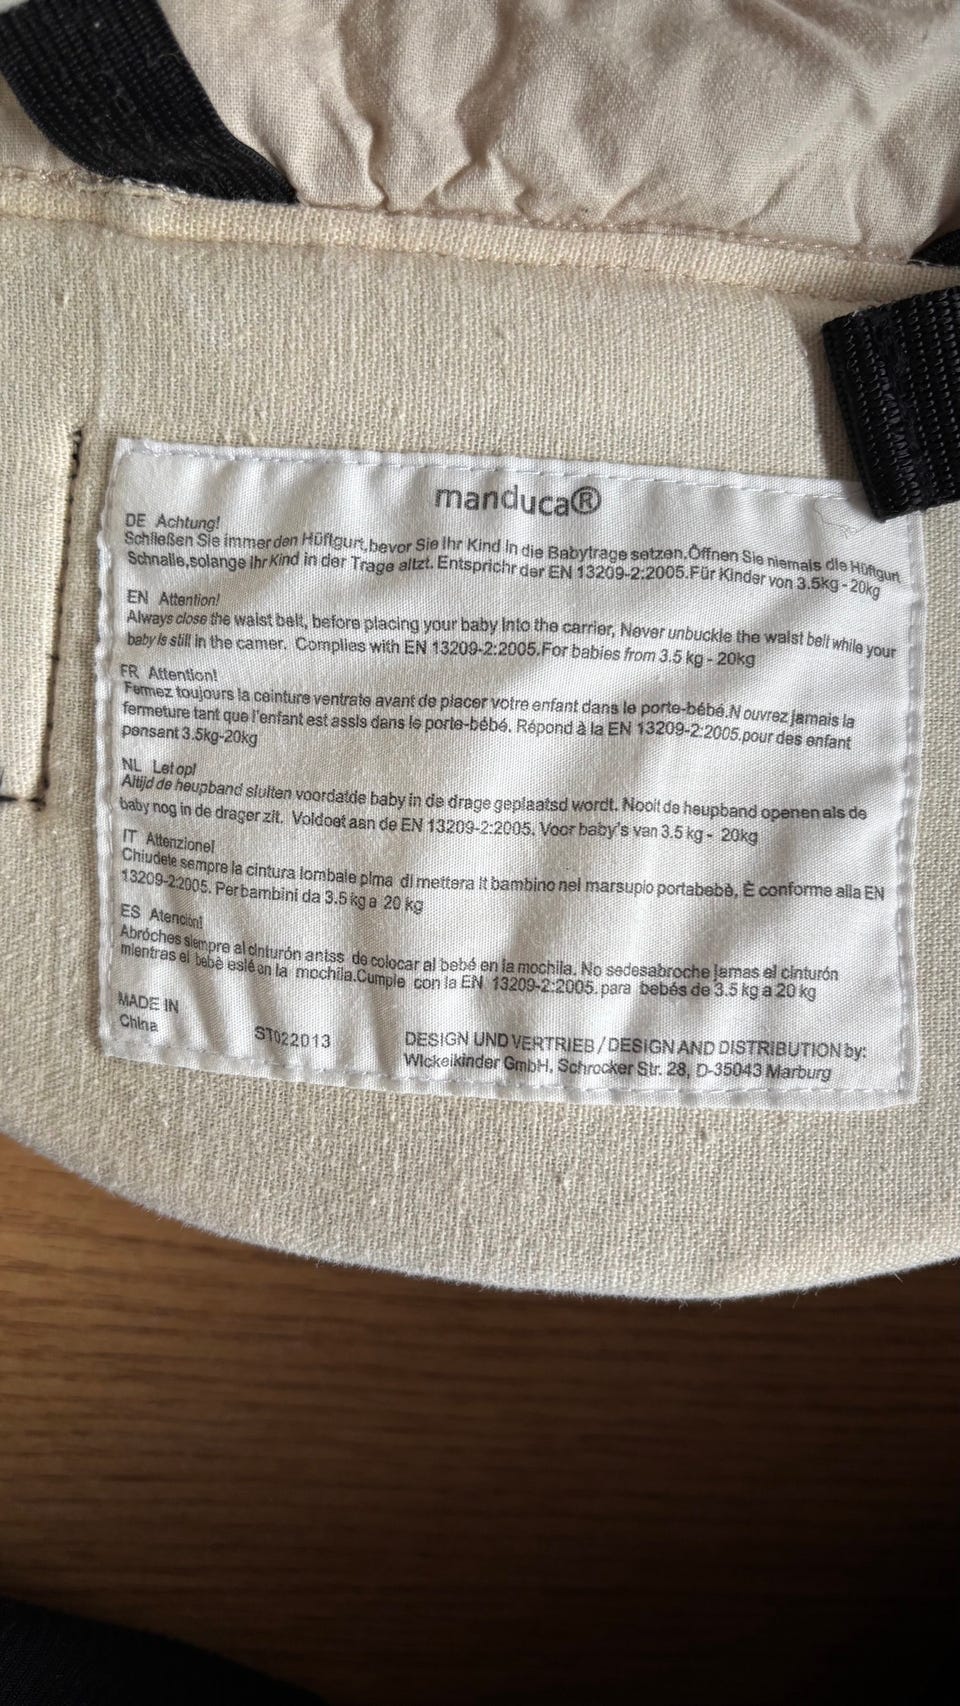 manduca®
DE Achtung!
Schließen Sie immer den Hüftgurt, bevor Sie Ihr Kind in die Babytrage setzen.Öffnen Sie niemals die Hüftgurt
Schnalle,solange Ihr Kind in der Trage altzt. Entsprichr der EN 13209-2:2005.Für Kinder von 3.5kg - 20kg
EN Attention!
Always close the waist belt, before placing your baby into the carrier, Never unbuckle the waist belt while your
baby is still in the camer. Complies with EN 13209-2:2005.For babies from 3.5 kg - 20kg
FR Attention!
Fermez toujours la ceinture ventrate avant de placer votre enfant dans le porte-bébé.N ouvrez jamais la
fermeture tant que l'enfant est assis dans le porte-bébé. Répond à la EN 13209-2:2005.pour des enfant
pensant 3.5kg-20kg
NL Let op!
Altijd de heupband sluiten voordatde baby in de drage geplaatsd wordt. Nooit de heupband openen als de
baby nog in de drager zit. Voldoet aan de EN 13209-2:2005. Voor baby's van 3.5 kg - 20kg
IT Attenzione!
Chiudete sempre la cintura lombale pima di mettera it bambino nel marsupio portabebè, È conforme alla EN
13209-2:2005. Per bambini da 3.5 kg a 20 kg
ES Atención!
Abróches siempre al cinturón aniss de colocar al bebé en la mochila. No sedesabroche jamas el cinturón
mientras el bebè eslé en la mochila.Cumple con la EN 13209-2:2005. para bebés de 3.5 kg a 20 kg
MADE IN
China
ST022013
DESIGN UND VERTRIEB / DESIGN AND DISTRIBUTION by:
Wickelkinder GmbH, Schrocker Str. 28, D-35043 Marburg